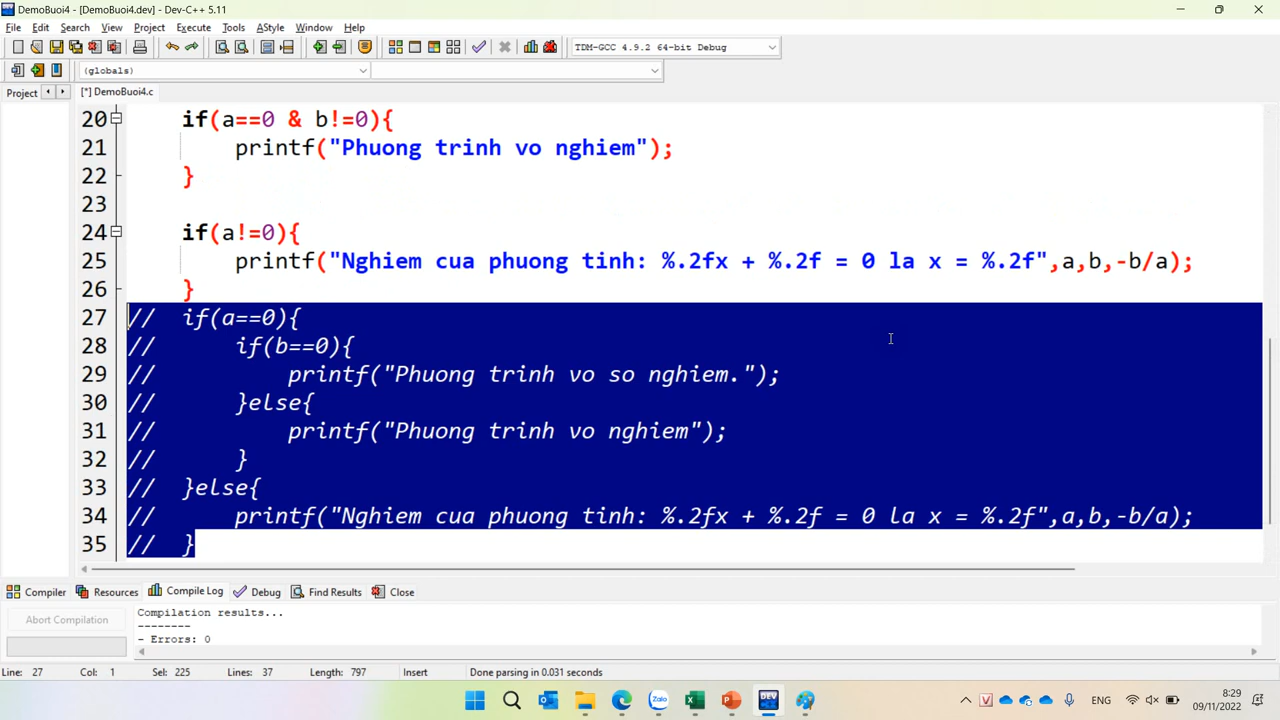 DemoBuoi4 - [DemoBuoi4.dev] - Dev-C++ 5.11
File Edit Search View Project Execute Tools AStyle Window Help
TDM-GCC 4.9.2 64-bit Debug
(globals)
Project [*] DemoBuoi4.c
20 if(a==0 & b!=0){
21 printf("Phuong trinh vo nghiem");
22 }
23
24 if(a!=0){
25 printf("Nghiem cua phuong tinh: %.2fx + %.2f = 0 la x = %.2f",a,b,-b/a);
26 }
27 // if(a==0){
28 // if(b==0){
29 // printf("Phuong trinh vo so nghiem.");
30 // }else{
31 // printf("Phuong trinh vo nghiem");
32 // }
33 // }else{
34 // printf("Nghiem cua phuong tinh: %.2fx + %.2f = 0 la x = %.2f",a,b,-b/a);
35 // }
Compiler Resources Compile Log Debug Find Results Close
Abort Compilation
Compilation results...
--------
- Errors: 0
Line: 27 Col: 1 Sel: 225 Lines: 37 Length: 797 Insert Done parsing in 0.031 seconds
Zalo DEV ENG 8:29
09/11/2022